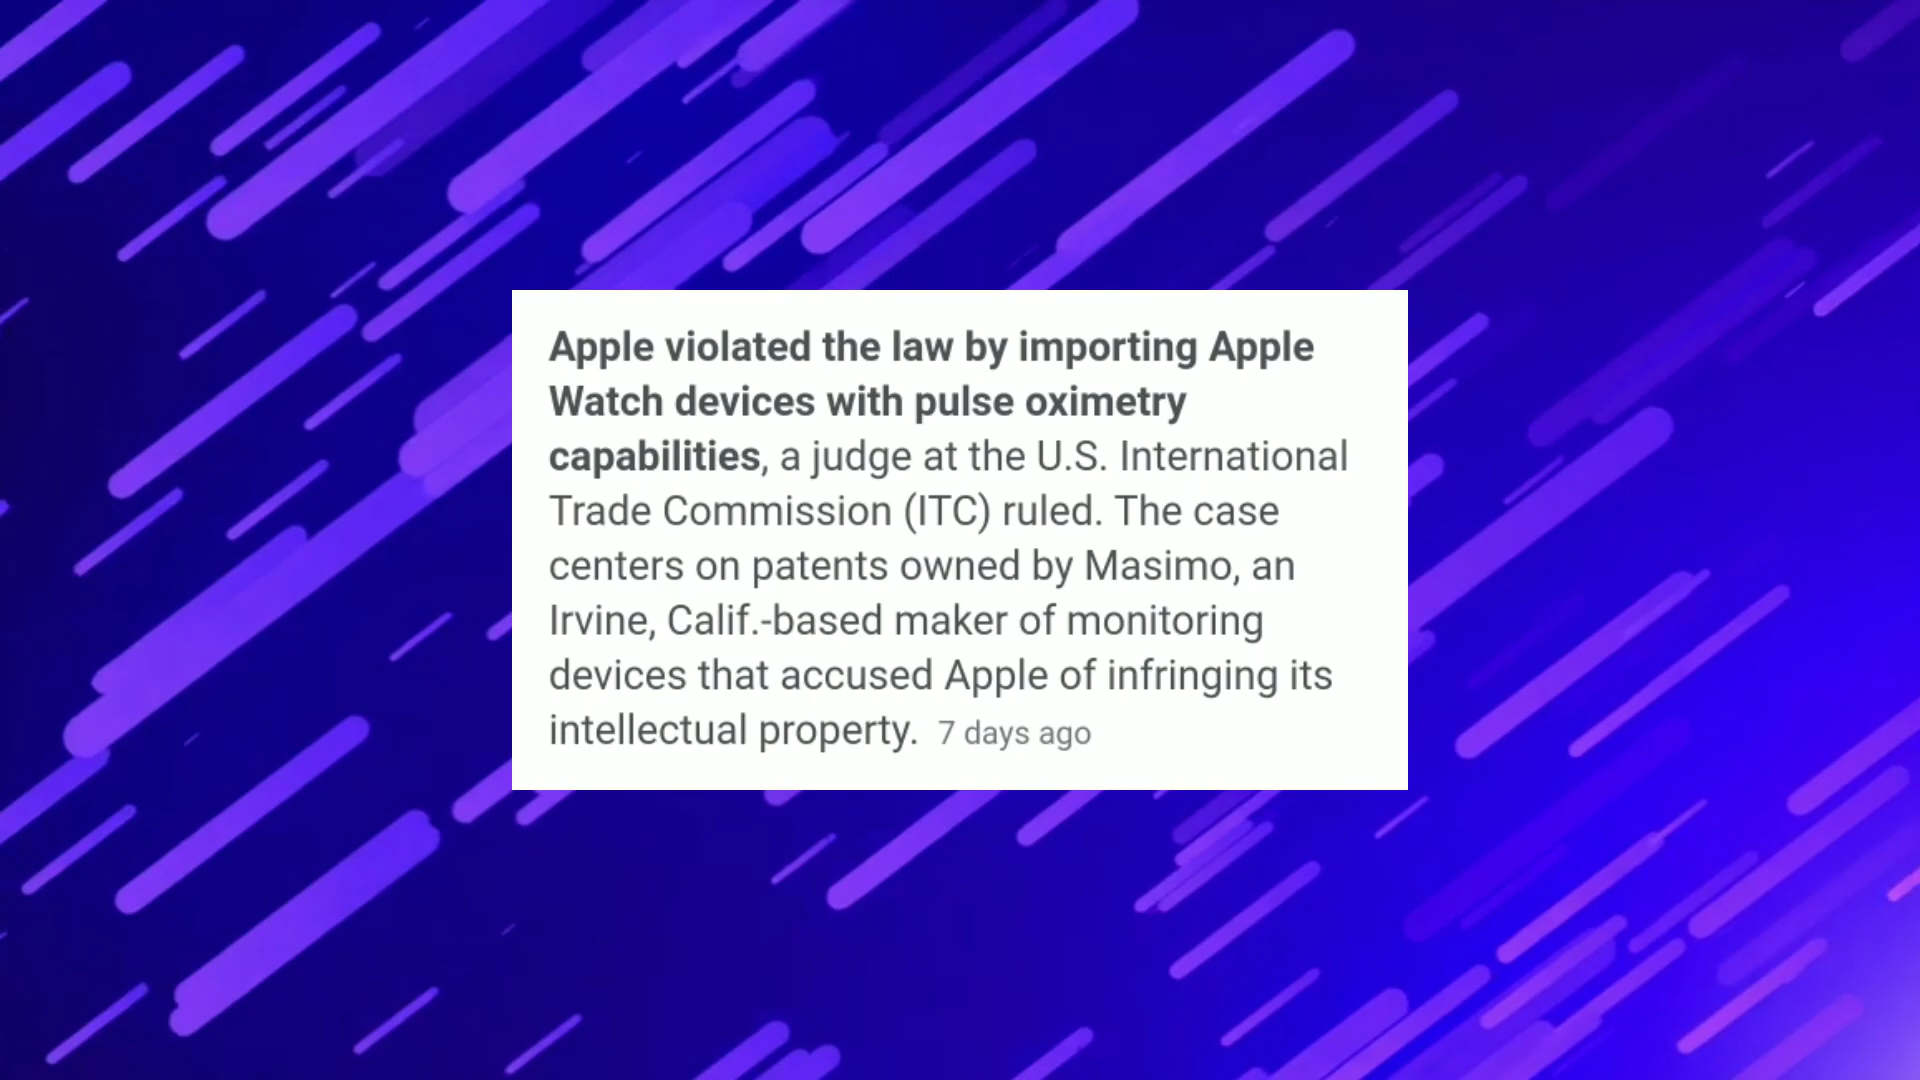 Apple violated the law by importing Apple
Watch devices with pulse oximetry
capabilities, a judge at the U.S. International
Trade Commission (ITC) ruled. The case
centers on patents owned by Masimo, an
Irvine, Calif.-based maker of monitoring
devices that accused Apple of infringing its
intellectual property. 7 days ago